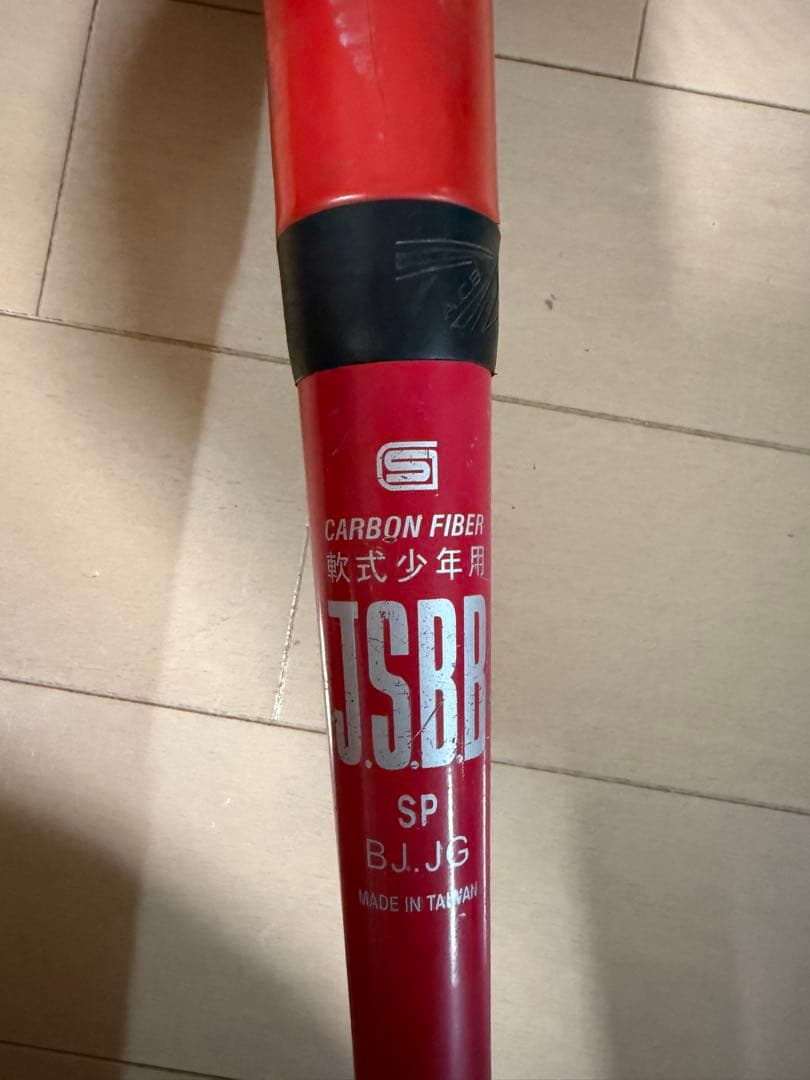 CARBON FIBER
軟式少年用
J.S.B.B
SP
BJ.JG
MADE IN TAIWAN